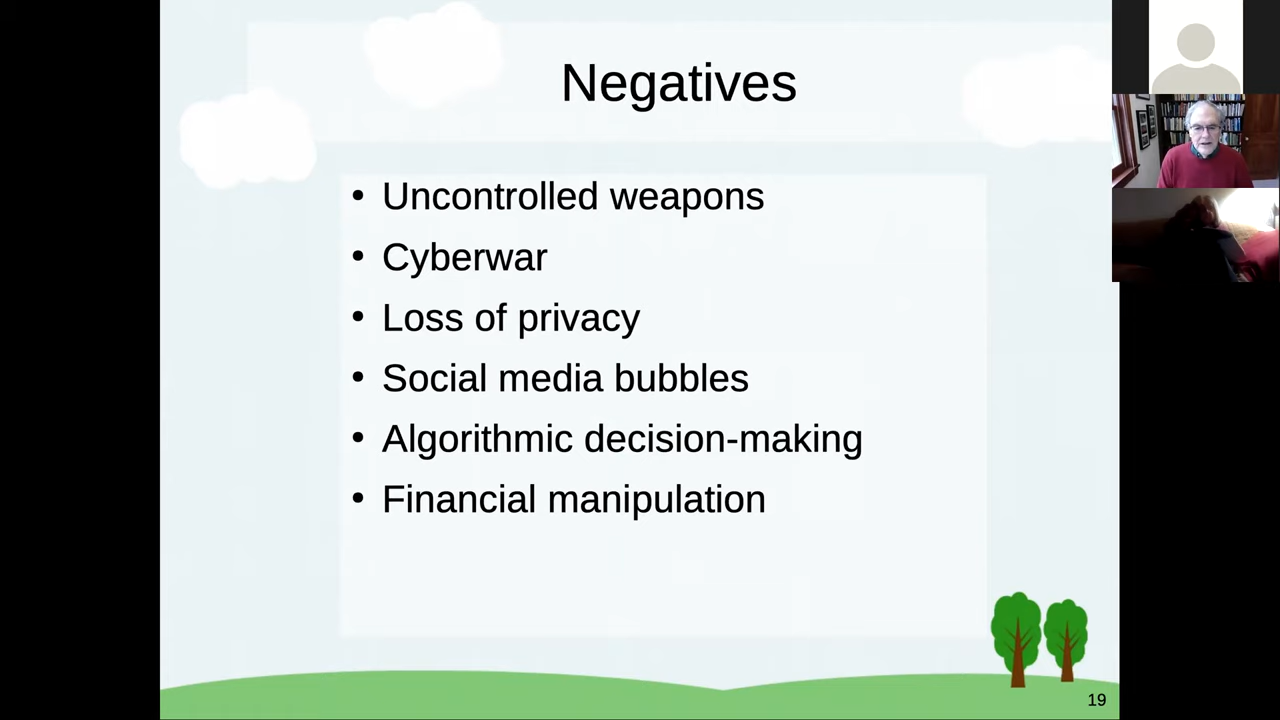 Negatives
• Uncontrolled weapons
• Cyberwar
• Loss of privacy
• Social media bubbles
• Algorithmic decision-making
• Financial manipulation
19